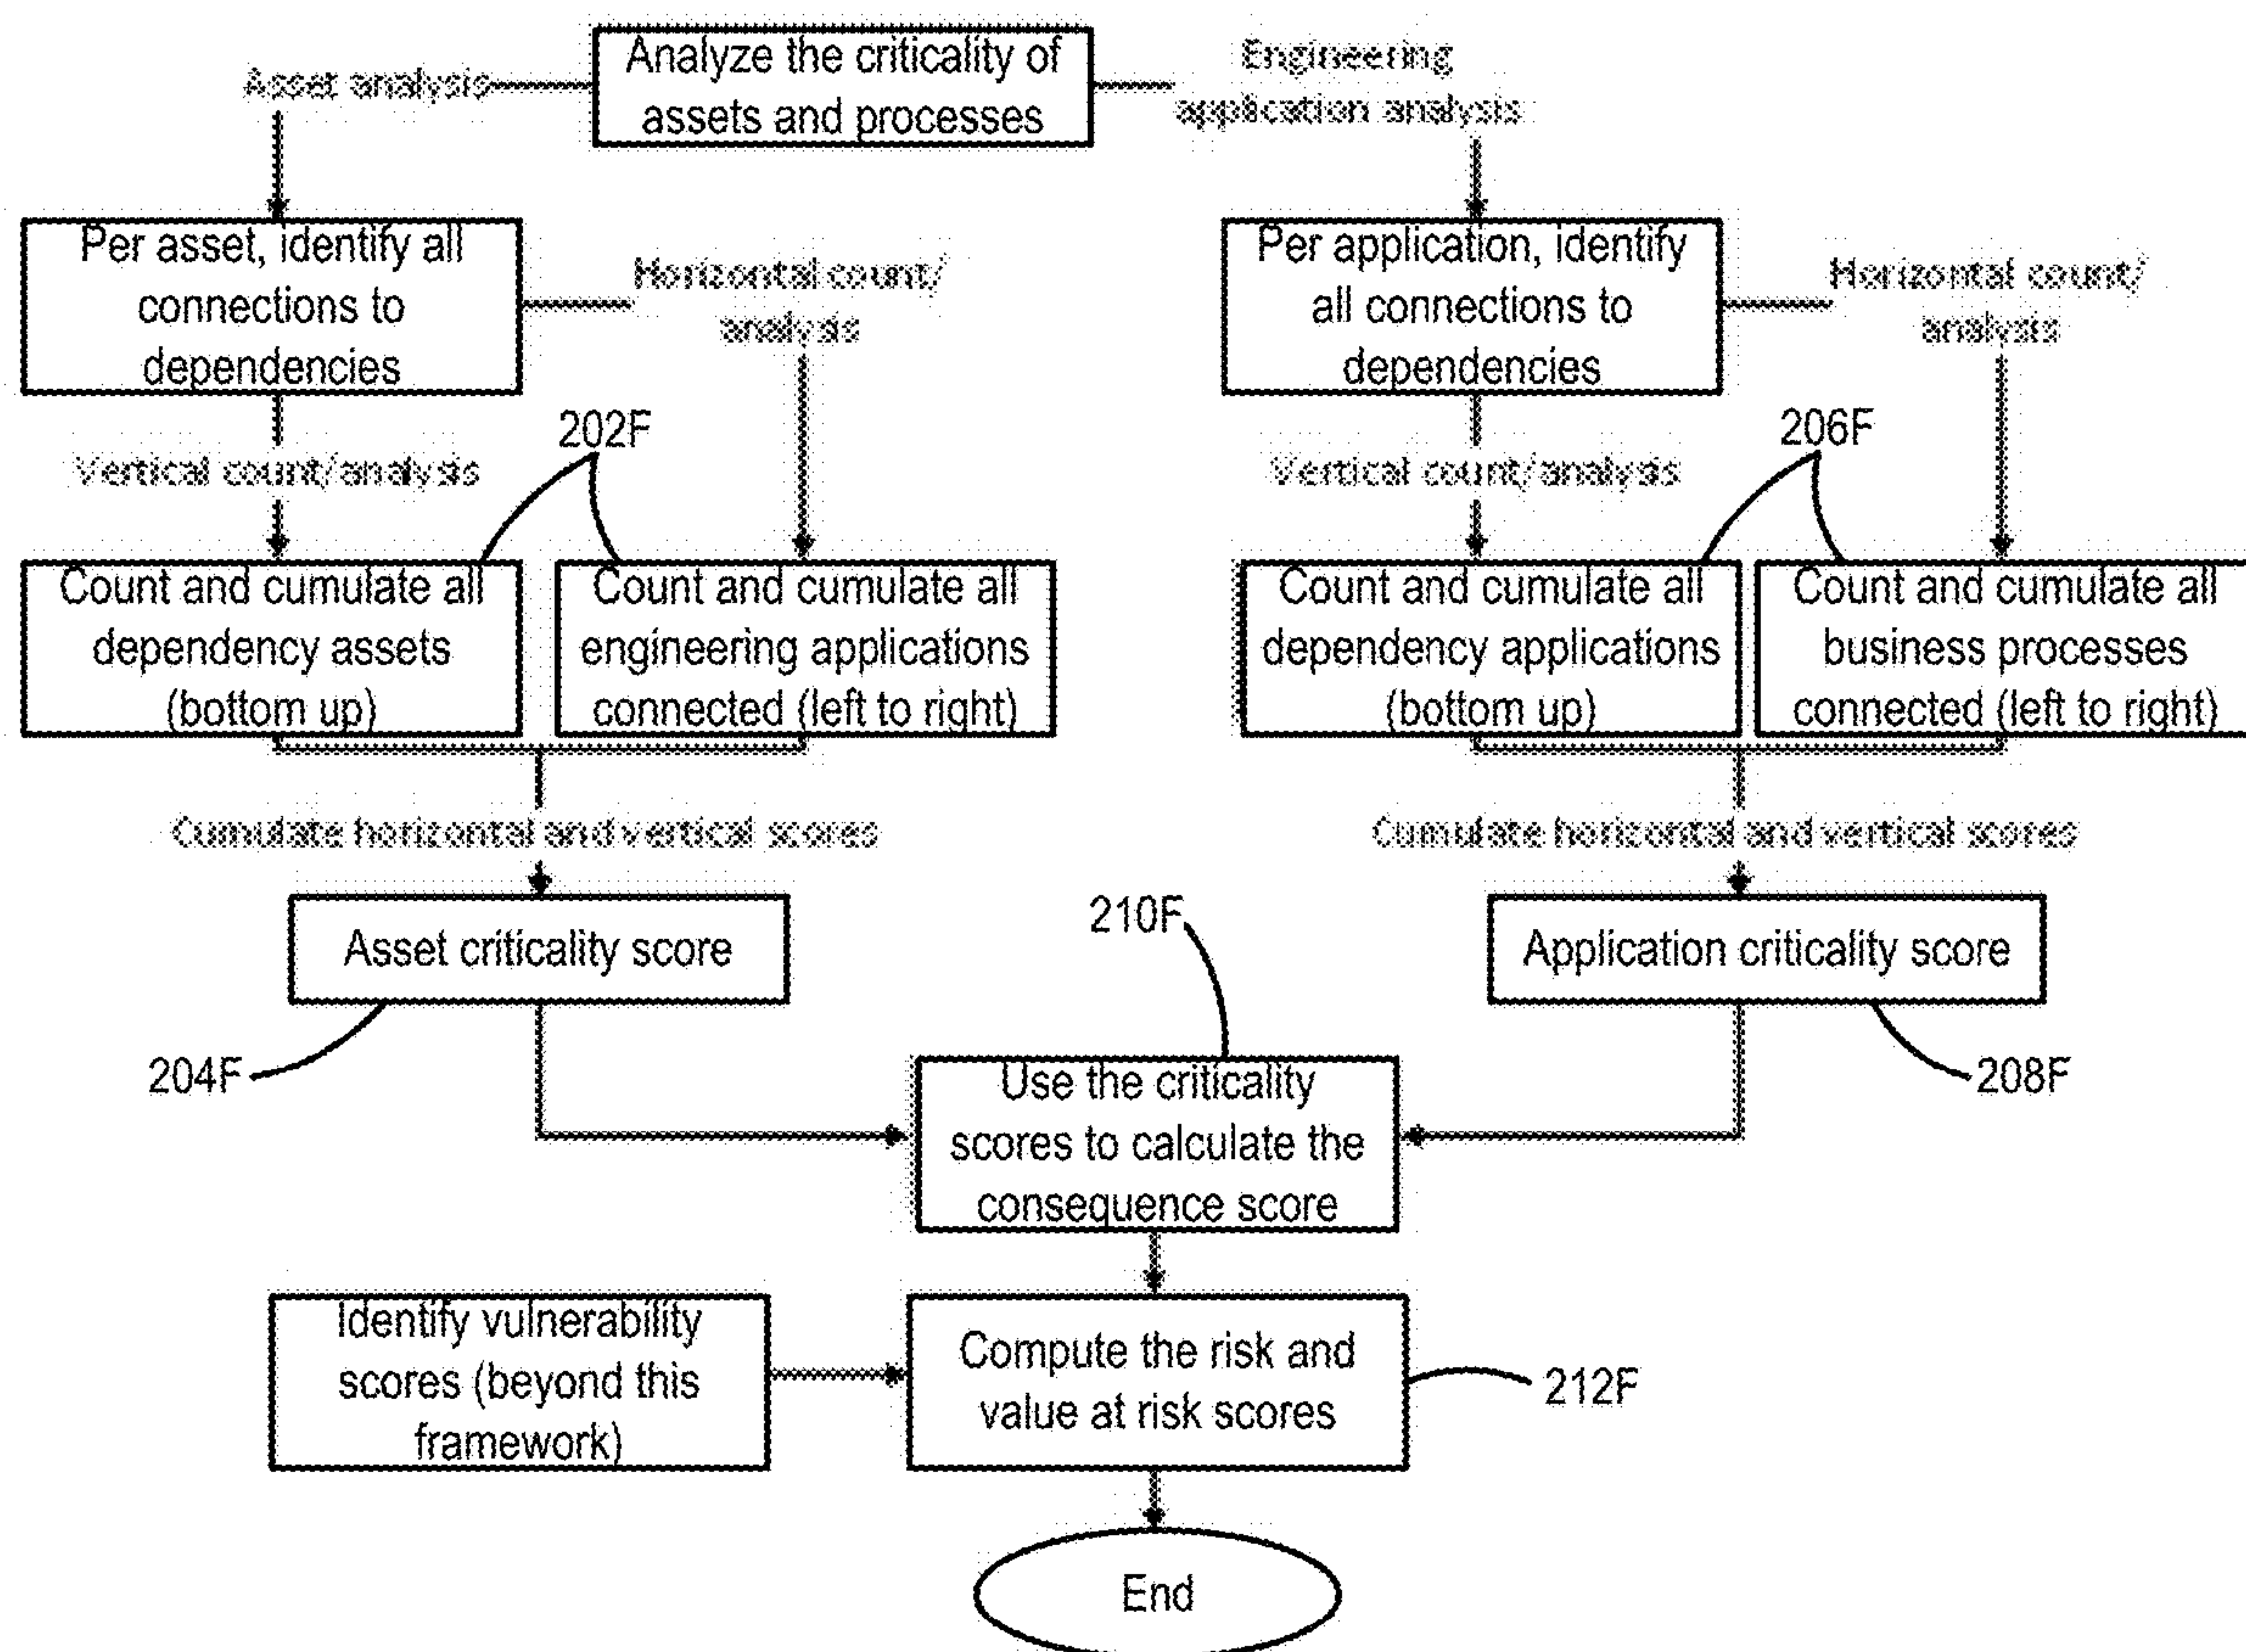 Analyze the criticality of
assets and processes
Asset analysis
Engineering
application analysis
Per asset, identify all
connections to
dependencies
Horizontal count/
analysis
Per application, identify
all connections to
dependencies
Horizontal count/
analysis
202F
206F
Vertical count/analysis
Vertical count/analysis
Count and cumulate all
dependency assets
(bottom up)
Count and cumulate all
engineering applications
connected (left to right)
Count and cumulate all
dependency applications
(bottom up)
Count and cumulate all
business processes
connected (left to right)
Cumulate horizontal and vertical scores
Cumulate horizontal and vertical scores
Asset criticality score
210F
Application criticality score
204F
208F
Use the criticality
scores to calculate the
consequence score
Identify vulnerability
scores (beyond this
framework)
Compute the risk and
value at risk scores
212F
End